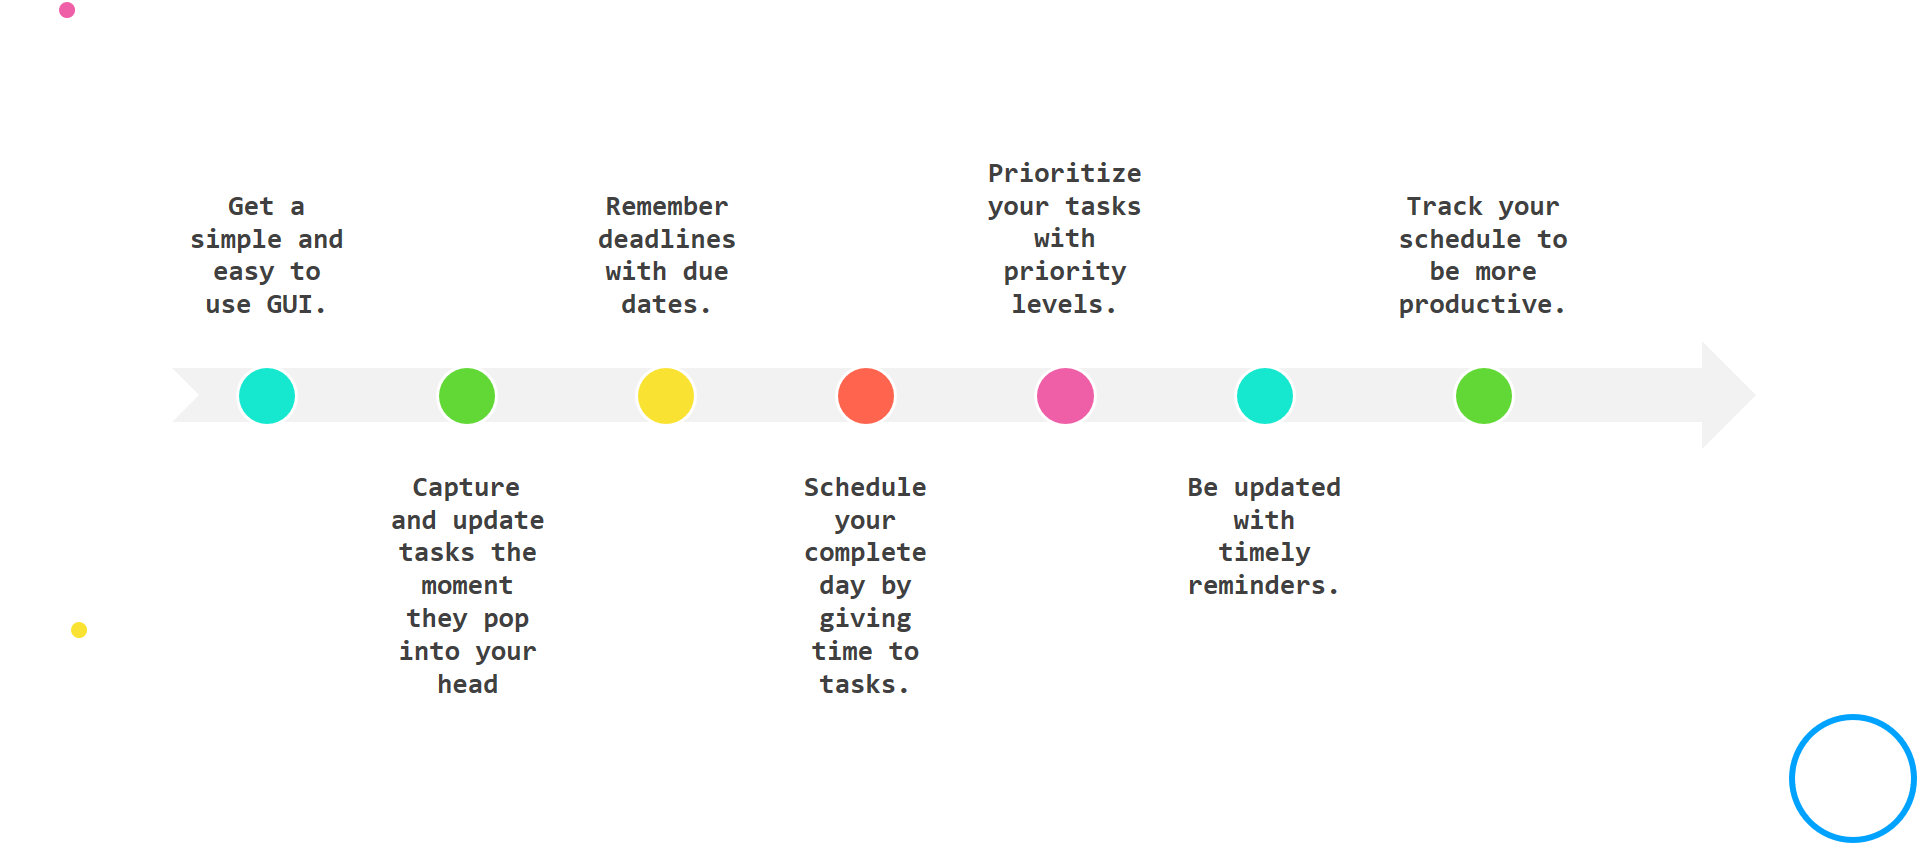 Get a
simple and
easy to
use GUI.
Capture
and update
tasks the
moment
they pop
into your
head
Remember
deadlines
with due
dates.
Schedule
your
complete
day by
giving
time to
tasks.
Prioritize
your tasks
with
priority
levels.
Be updated
with
timely
reminders.
Track your
schedule to
be more
productive.